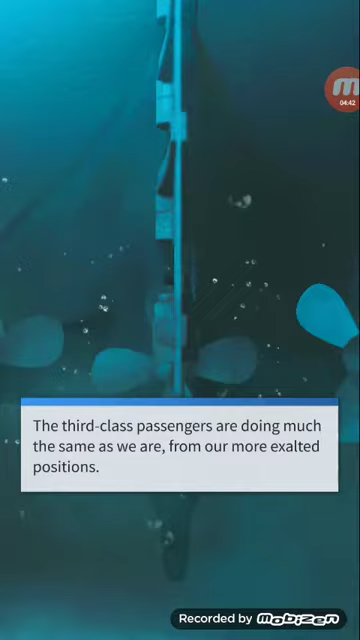 04:42
The third-class passengers are doing much
the same as we are, from our more exalted
positions.
Recorded by mobizen